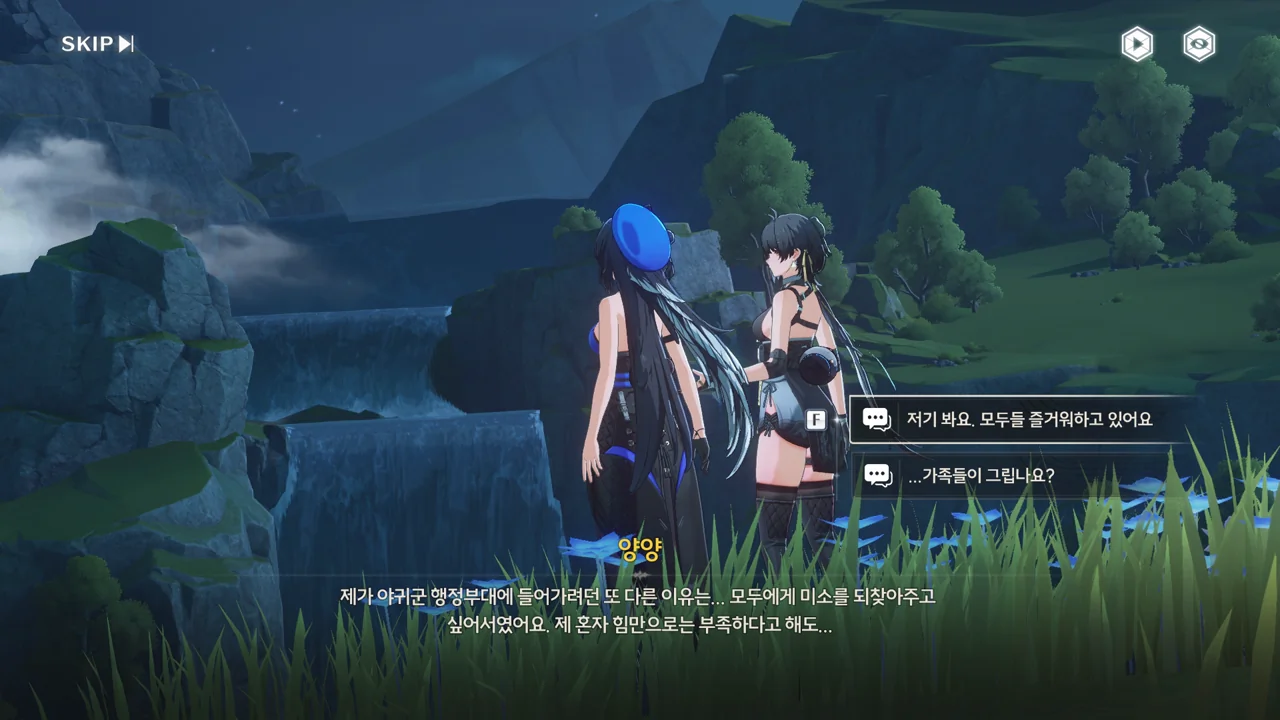 SKIP
F
저기 봐요. 모두들 즐거워하고 있어요
...가족들이 그립나요?
양양
제가 야귀군 행정부대에 들어가려던 또 다른 이유는... 모두에게 미소를 되찾아주고
싶어서였어요. 제 혼자 힘만으로는 부족하다고 해도...